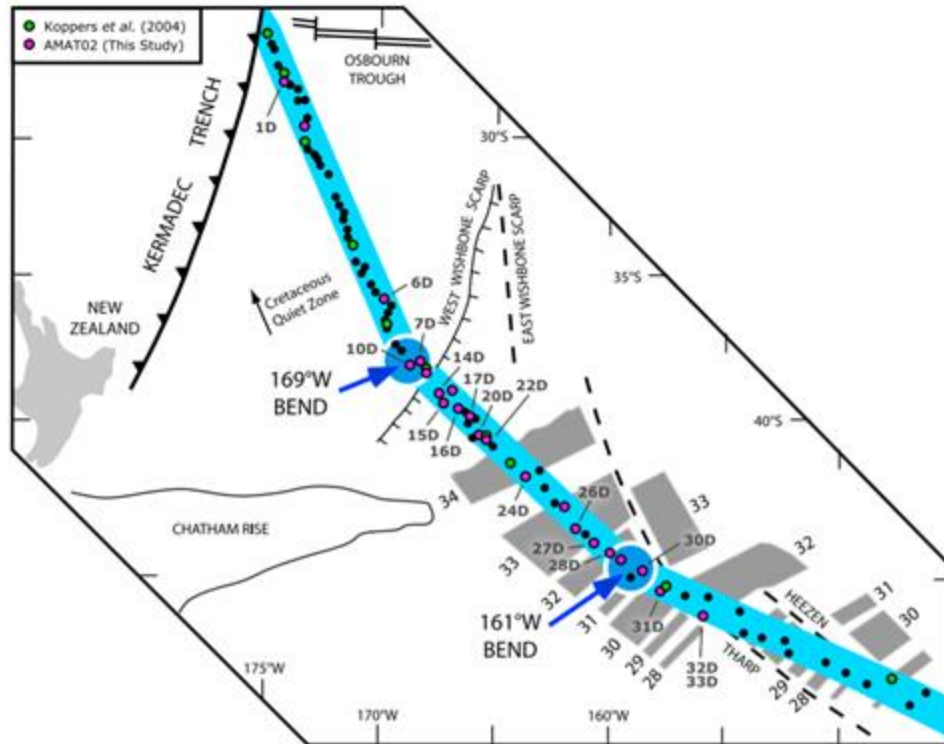 Koppers et al. (2004)
AMAT02 (This Study)
OSBOURN
TROUGH
KERMADEC TRENCH
1D
30°S
WEST WISHBONE SCARP
EAST WISHBONE SCARP
35°S
Cretaceous
Quiet Zone
6D
NEW
ZEALAND
7D
10D
14D
169°W
BEND
17D
20D
22D
15D
16D
40°S
34
24D
26D
33
CHATHAM RISE
32
27D
28D
30D
33
32
31
161°W
BEND
30
29
28
31D
32D
33D
HEEZEN
THARP
31
30
29
28
175°W
170°W
160°W